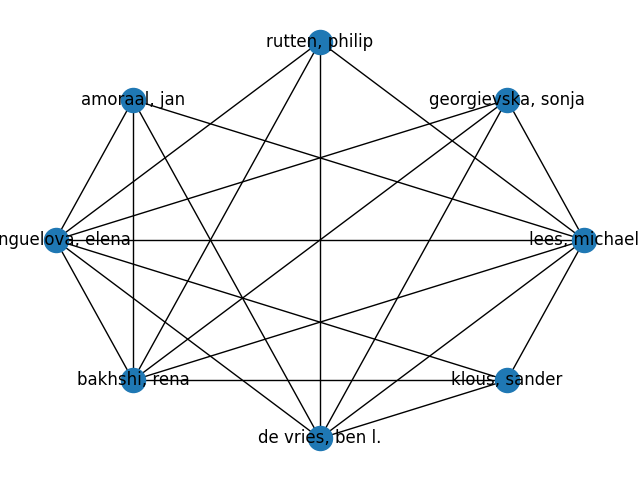 rutten, philip
amoraal, jan
georgievska, sonja
nguelova, elena
lees, michael
bakhshi, rena
klous, sander
de vries, ben l.